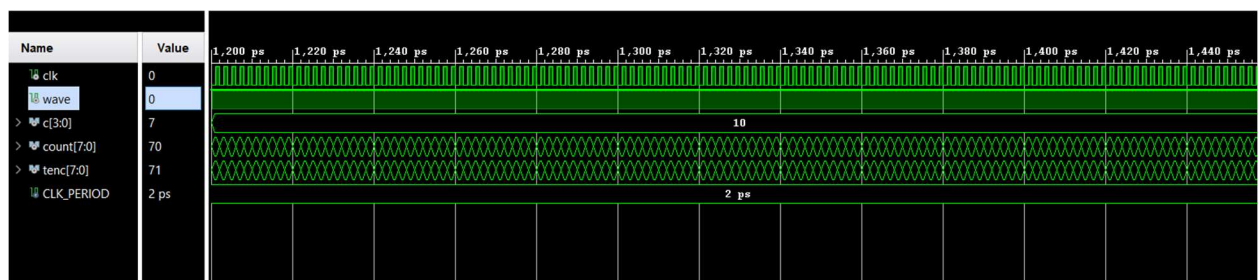 Name Value
1,200 ps 1,220 ps 1,240 ps 1,260 ps 1,280 ps 1,300 ps 1,320 ps 1,340 ps 1,360 ps 1,380 ps 1,400 ps 1,420 ps 1,440 ps
clk 0
wave 0
c[3:0] 7 10
count[7:0] 70
tenc[7:0] 71
CLK_PERIOD 2 ps 2 ps